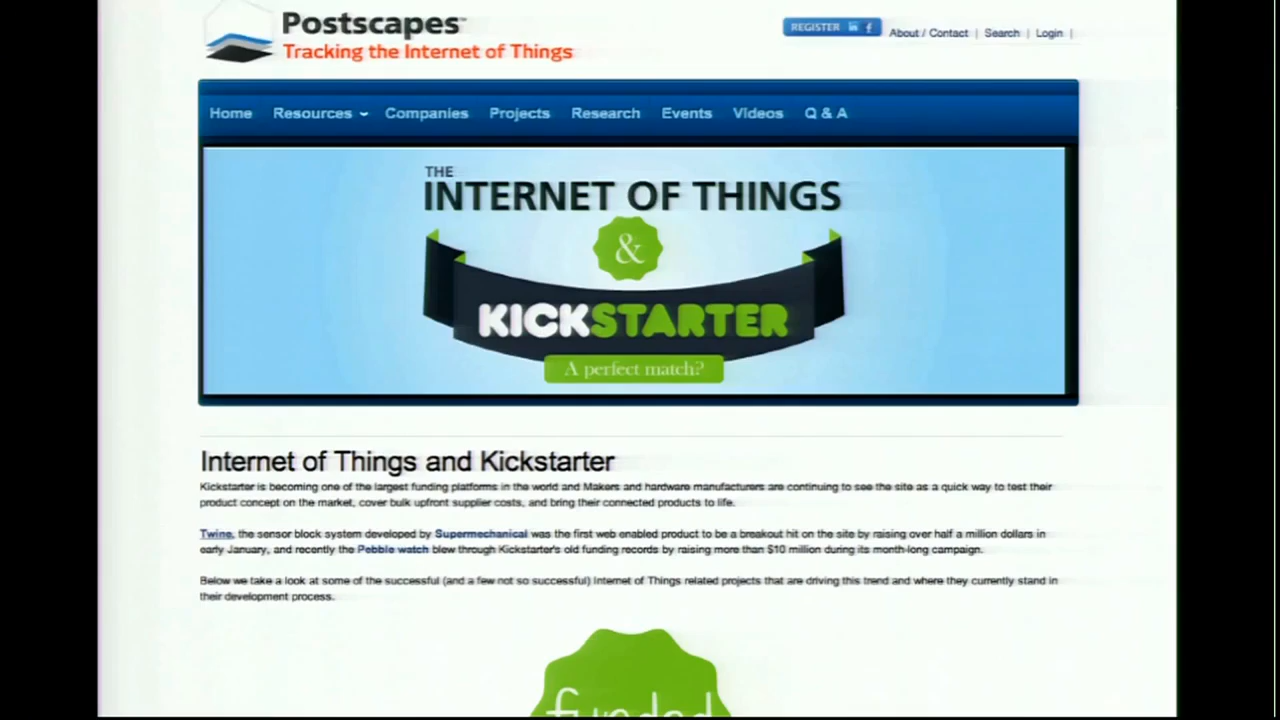 Postscapes™
Tracking the Internet of Things
REGISTER in f
About / Contact | Search | Login |
Home Resources Companies Projects Research Events Videos Q & A
THE
INTERNET OF THINGS
&
KICKSTARTER
A perfect match?
Internet of Things and Kickstarter
Kickstarter is becoming one of the largest funding platforms in the world and Makers and hardware manufacturers are continuing to see the site as a quick way to test their
product concept on the market, cover bulk upfront supplier costs, and bring their connected products to life.
Twine, the sensor block system developed by Supermechanical was the first web enabled product to be a breakout hit on the site by raising over half a million dollars in
early January, and recently the Pebble watch blew through Kickstarter's old funding records by raising more than $10 million during its month-long campaign.
Below we take a look at some of the successful (and a few not so successful) Internet of Things related projects that are driving this trend and where they currently stand in
their development process.
funded